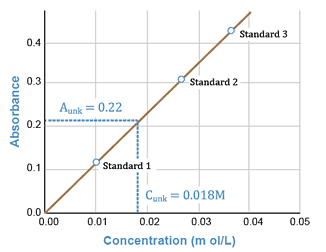 0.4
Standard 3
0.3
Standard 2
Absorbance
A_unk = 0.22
0.2
Standard 1
0.1
C_unk = 0.018M
0.0
0.00 0.01 0.02 0.03 0.04 0.05
Concentration (m ol/L)